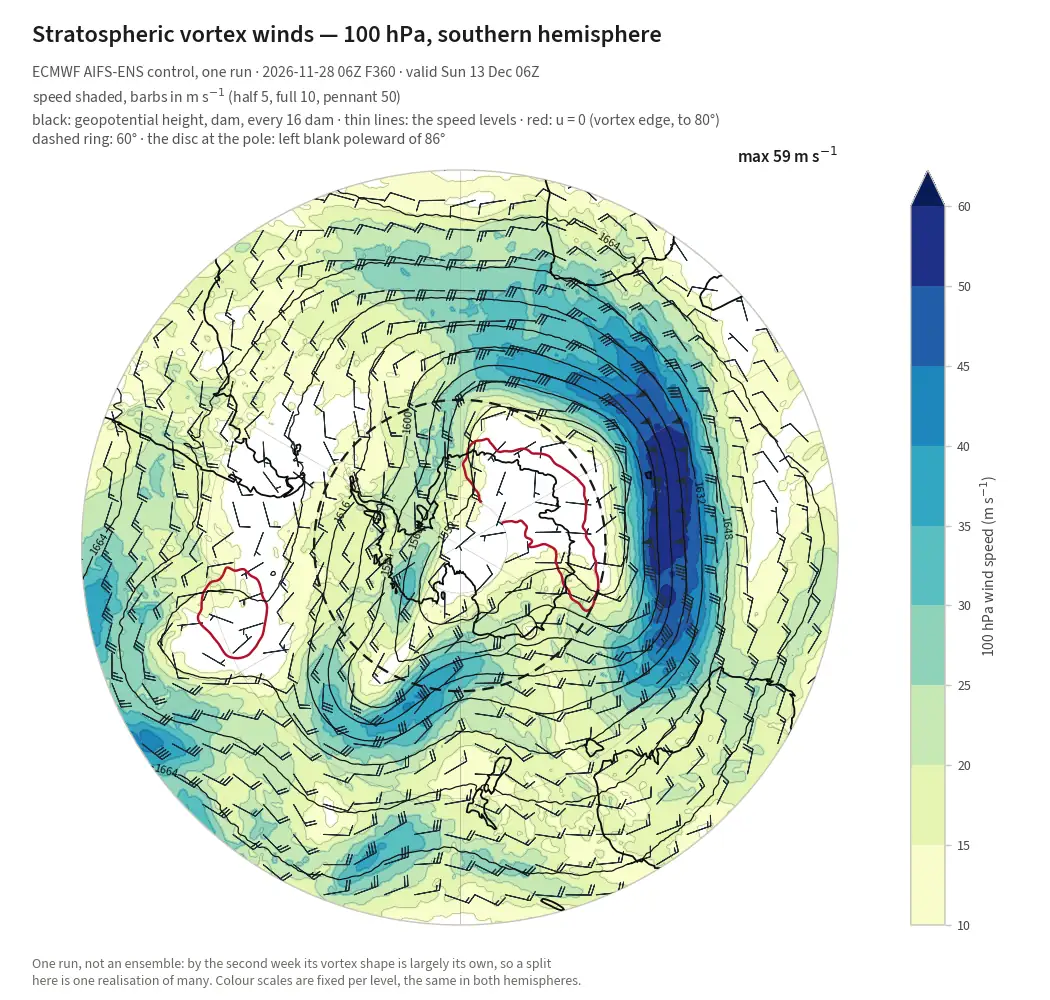 Stratospheric vortex winds — 100 hPa, southern hemisphere
ECMWF AIFS-ENS control, one run · 2026-11-28 06Z F360 · valid Sun 13 Dec 06Z
speed shaded, barbs in m s⁻¹ (half 5, full 10, pennant 50)
black: geopotential height, dam, every 16 dam · thin lines: the speed levels · red: u = 0 (vortex edge, to 80°)
dashed ring: 60° · the disc at the pole: left blank poleward of 86°
max 59 m s⁻¹
60
50
45
40
35
30
25
20
15
10
100 hPa wind speed (m s⁻¹)
1664
1600
1616
1632
1648
1664
1664
One run, not an ensemble: by the second week its vortex shape is largely its own, so a split
here is one realisation of many. Colour scales are fixed per level, the same in both hemispheres.